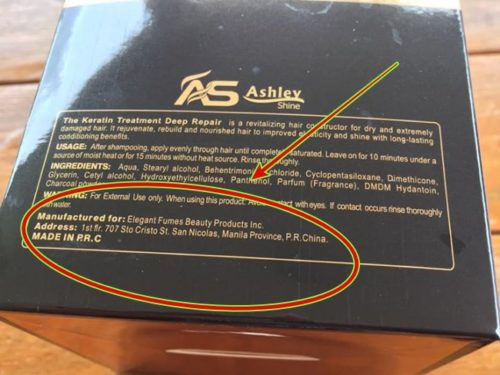 AS Ashley
Shine
The Keratin Treatment Deep Repair is a revitalizing hair constructor for dry and extremely
damaged hair. It rejuvenate, rebuild and nourished hair to improved elasticity and shine with long-lasting
conditioning benefits.
USAGE: After shampooing, apply evenly through hair until completely saturated. Leave on for 10 minutes under a
source of moist heat or for 15 minutes without heat source. Rinse thoroughly.
INGREDIENTS: Aqua, Stearyl alcohol, Behentrimonium Chloride, Cyclopentasiloxane, Dimethicone,
Glycerin, Cetyl alcohol, Hydroxyethylcellulose, Panthenol, Parfum (Fragrance), DMDM Hydantoin,
Charcoal powder
WARNING: For External Use only. When using this product. Avoid contact with eyes. If contact occurs rinse thoroughly
water.
Manufactured for: Elegant Fumes Beauty Products Inc.
Address: 1st flr. 707 Sto Cristo St. San Nicolas, Manila Province, P.R.China.
MADE IN P.R.C